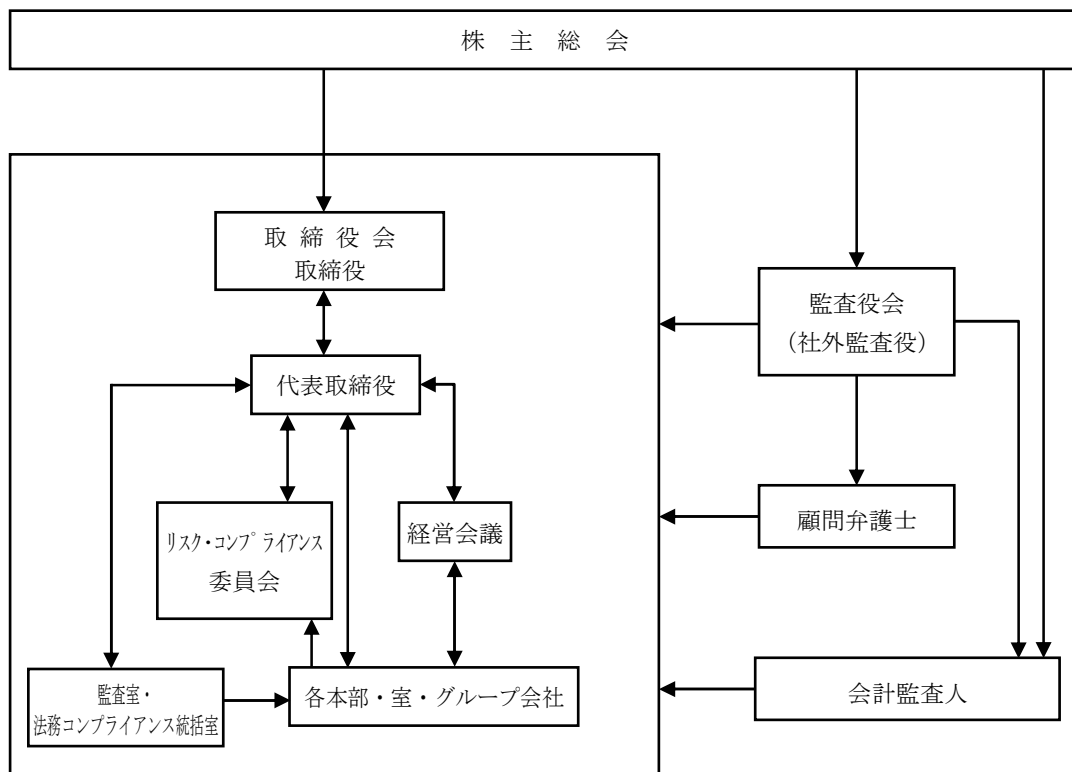 株 主 総 会
取 締 役 会
取締役
監査役会
（社外監査役）
代表取締役
リスク・コンプライアンス
委員会
経営会議
顧問弁護士
監査室・
法務コンプライアンス統括室
各本部・室・グループ会社
会計監査人